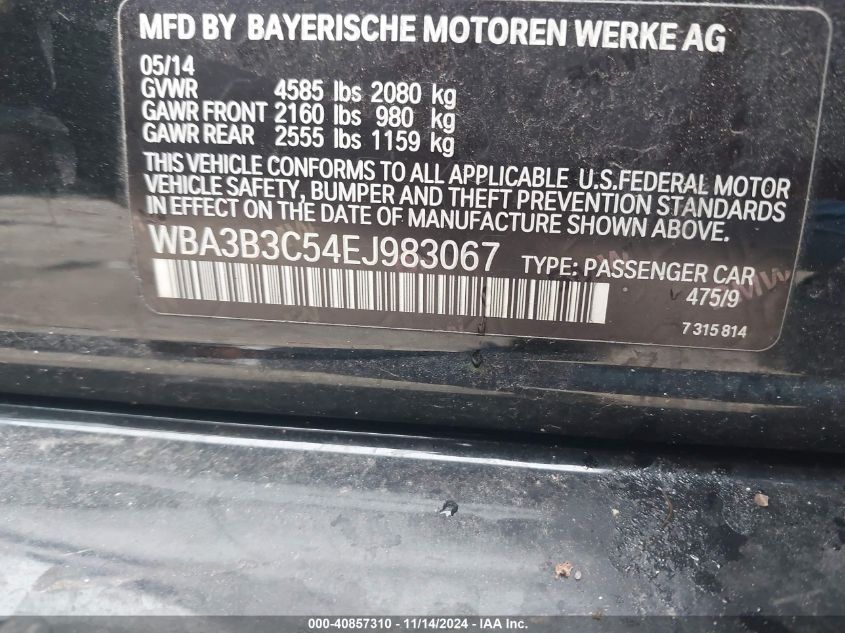 MFD BY BAYERISCHE MOTOREN WERKE AG
05/14
GVWR 4585 lbs 2080 kg
GAWR FRONT 2160 lbs 980 kg
GAWR REAR 2555 lbs 1159 kg
THIS VEHICLE CONFORMS TO ALL APPLICABLE U.S.FEDERAL MOTOR
VEHICLE SAFETY, BUMPER AND THEFT PREVENTION STANDARDS
IN EFFECT ON THE DATE OF MANUFACTURE SHOWN ABOVE.
WBA3B3C54EJ983067 TYPE: PASSENGER CAR
475/9
7 315 814
000-40857310 - 11/14/2024 - IAA Inc.